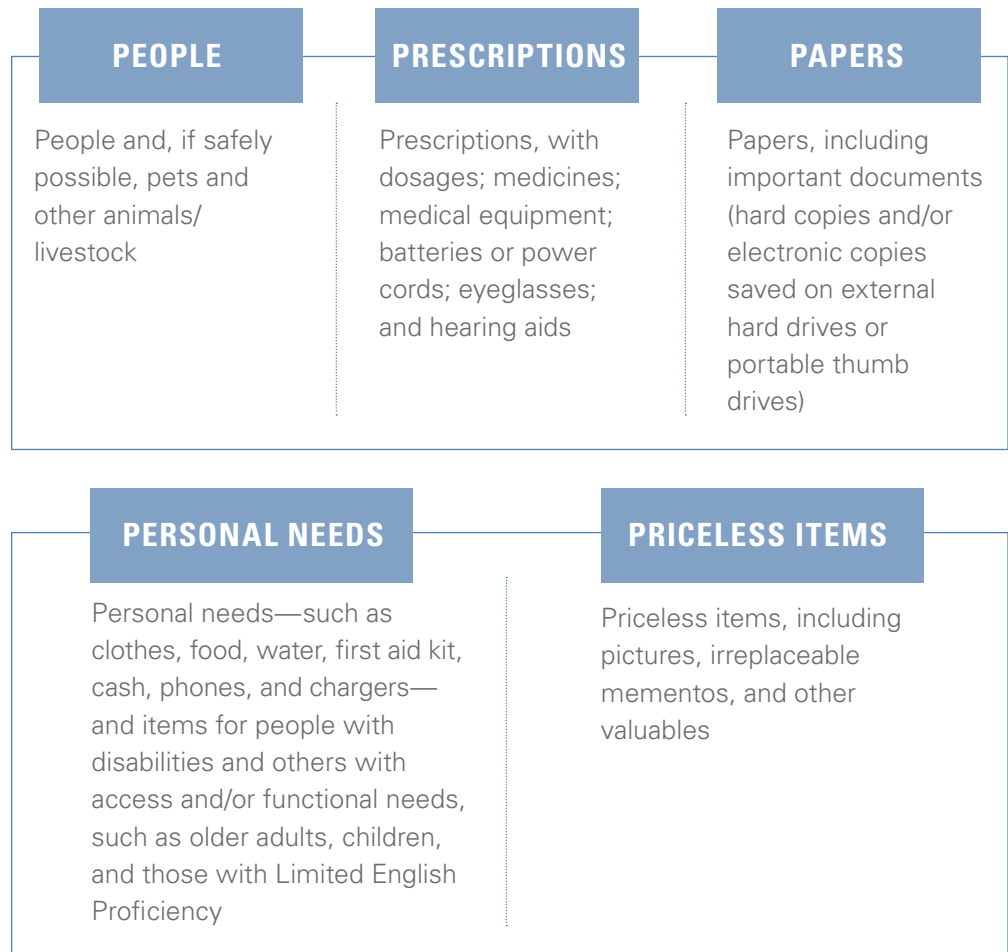 PEOPLE
People and, if safely
possible, pets and
other animals/
livestock
PRESCRIPTIONS
Prescriptions, with
dosages; medicines;
medical equipment;
batteries or power
cords; eyeglasses;
and hearing aids
PAPERS
Papers, including
important documents
(hard copies and/or
electronic copies
saved on external
hard drives or
portable thumb
drives)
PERSONAL NEEDS
Personal needs—such as
clothes, food, water, first aid kit,
cash, phones, and chargers—
and items for people with
disabilities and others with
access and/or functional needs,
such as older adults, children,
and those with Limited English
Proficiency
PRICELESS ITEMS
Priceless items, including
pictures, irreplaceable
mementos, and other
valuables